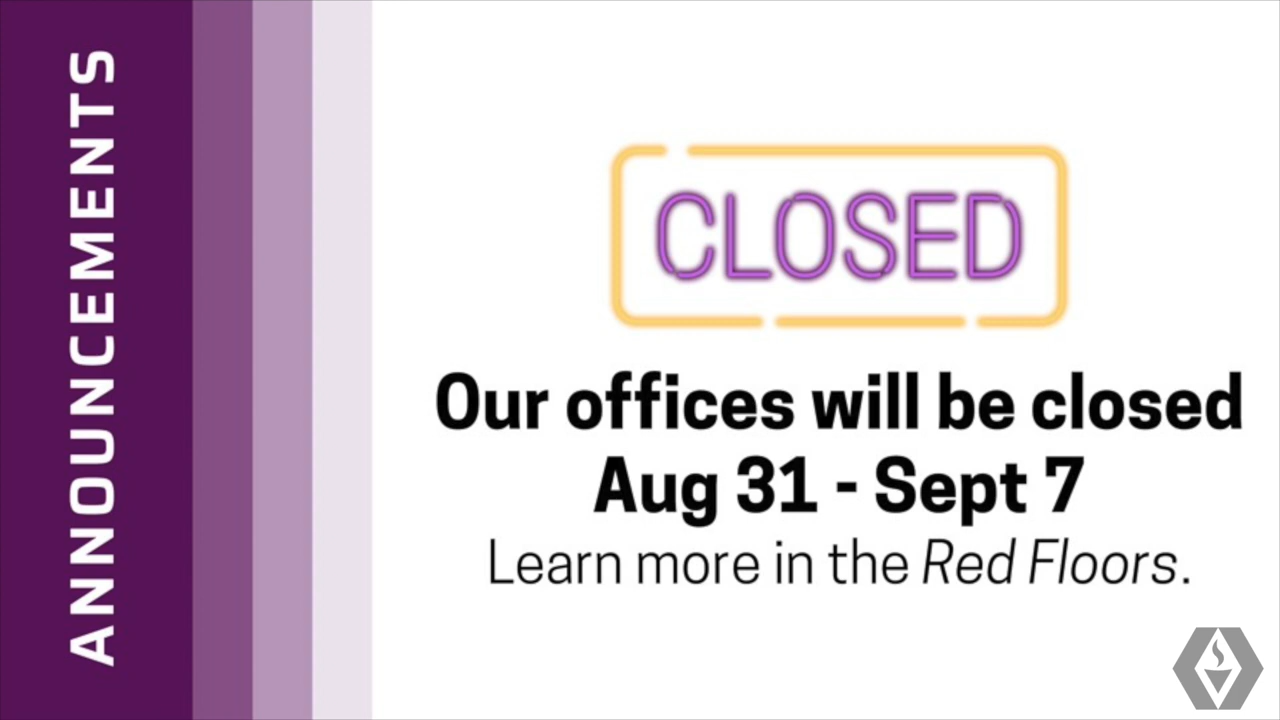 ANNOUNCEMENTS
CLOSED
Our offices will be closed
Aug 31 - Sept 7
Learn more in the Red Floors.